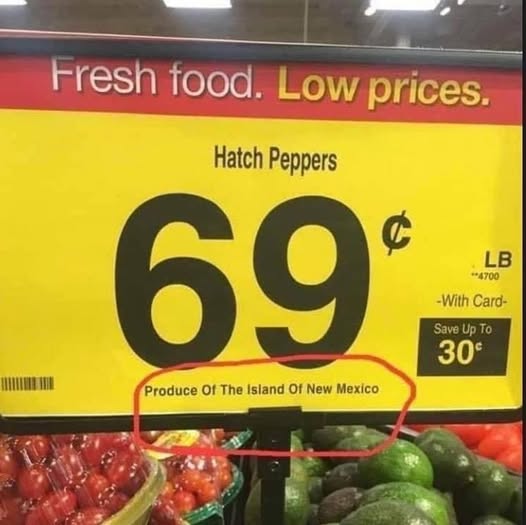 Fresh food. Low prices.
Hatch Peppers
69¢
LB
**4700
-With Card-
Save Up To
30¢
Produce Of The Island Of New Mexico